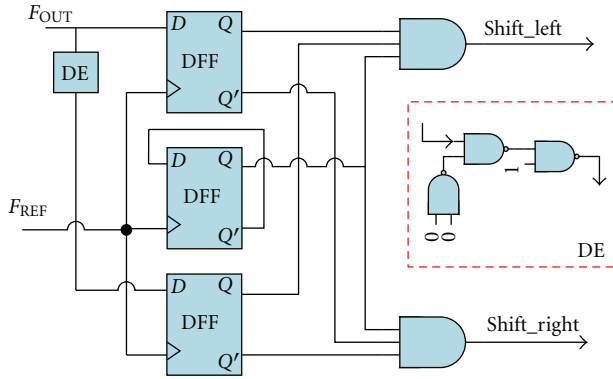 F_OUT
D
Q
Shift_left
DFF
DE
Q′
D
Q
DFF
1
F_REF
Q′
0 0
DE
D
Q
DFF
Shift_right
Q′